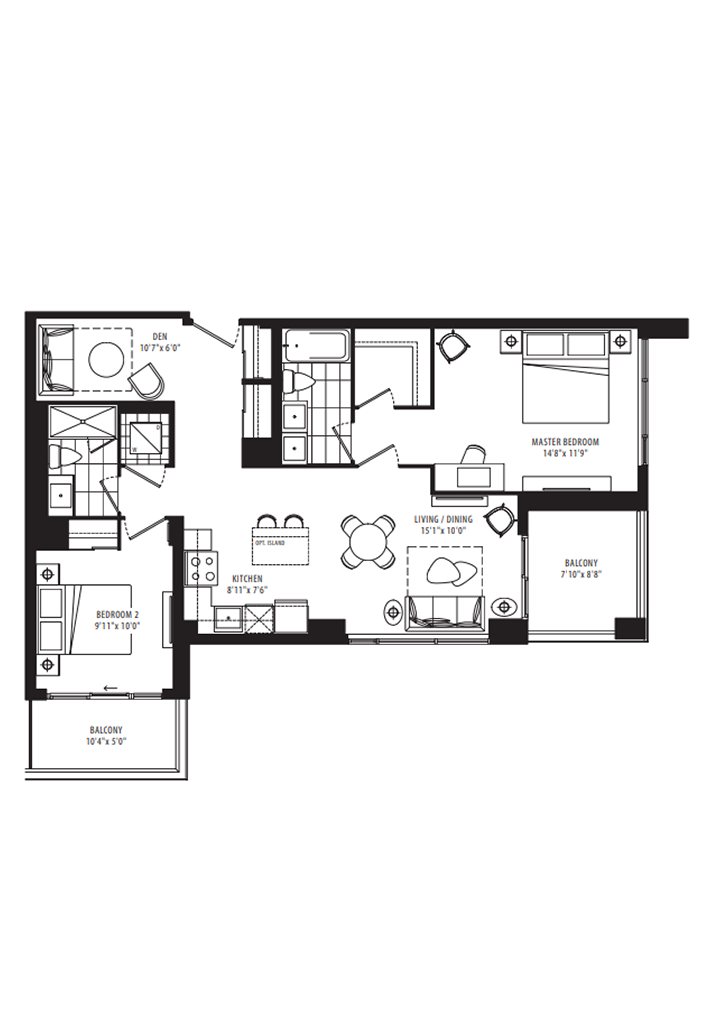 DEN
10'7"x 6'0"
D
W
MASTER BEDROOM
14'8"x 11'9"
LIVING / DINING
15'1"x 10'0"
OPT. ISLAND
KITCHEN
8'11"x 7'6"
BALCONY
7'10"x 8'8"
BEDROOM 2
9'11"x 10'0"
BALCONY
10'4"x 5'0"